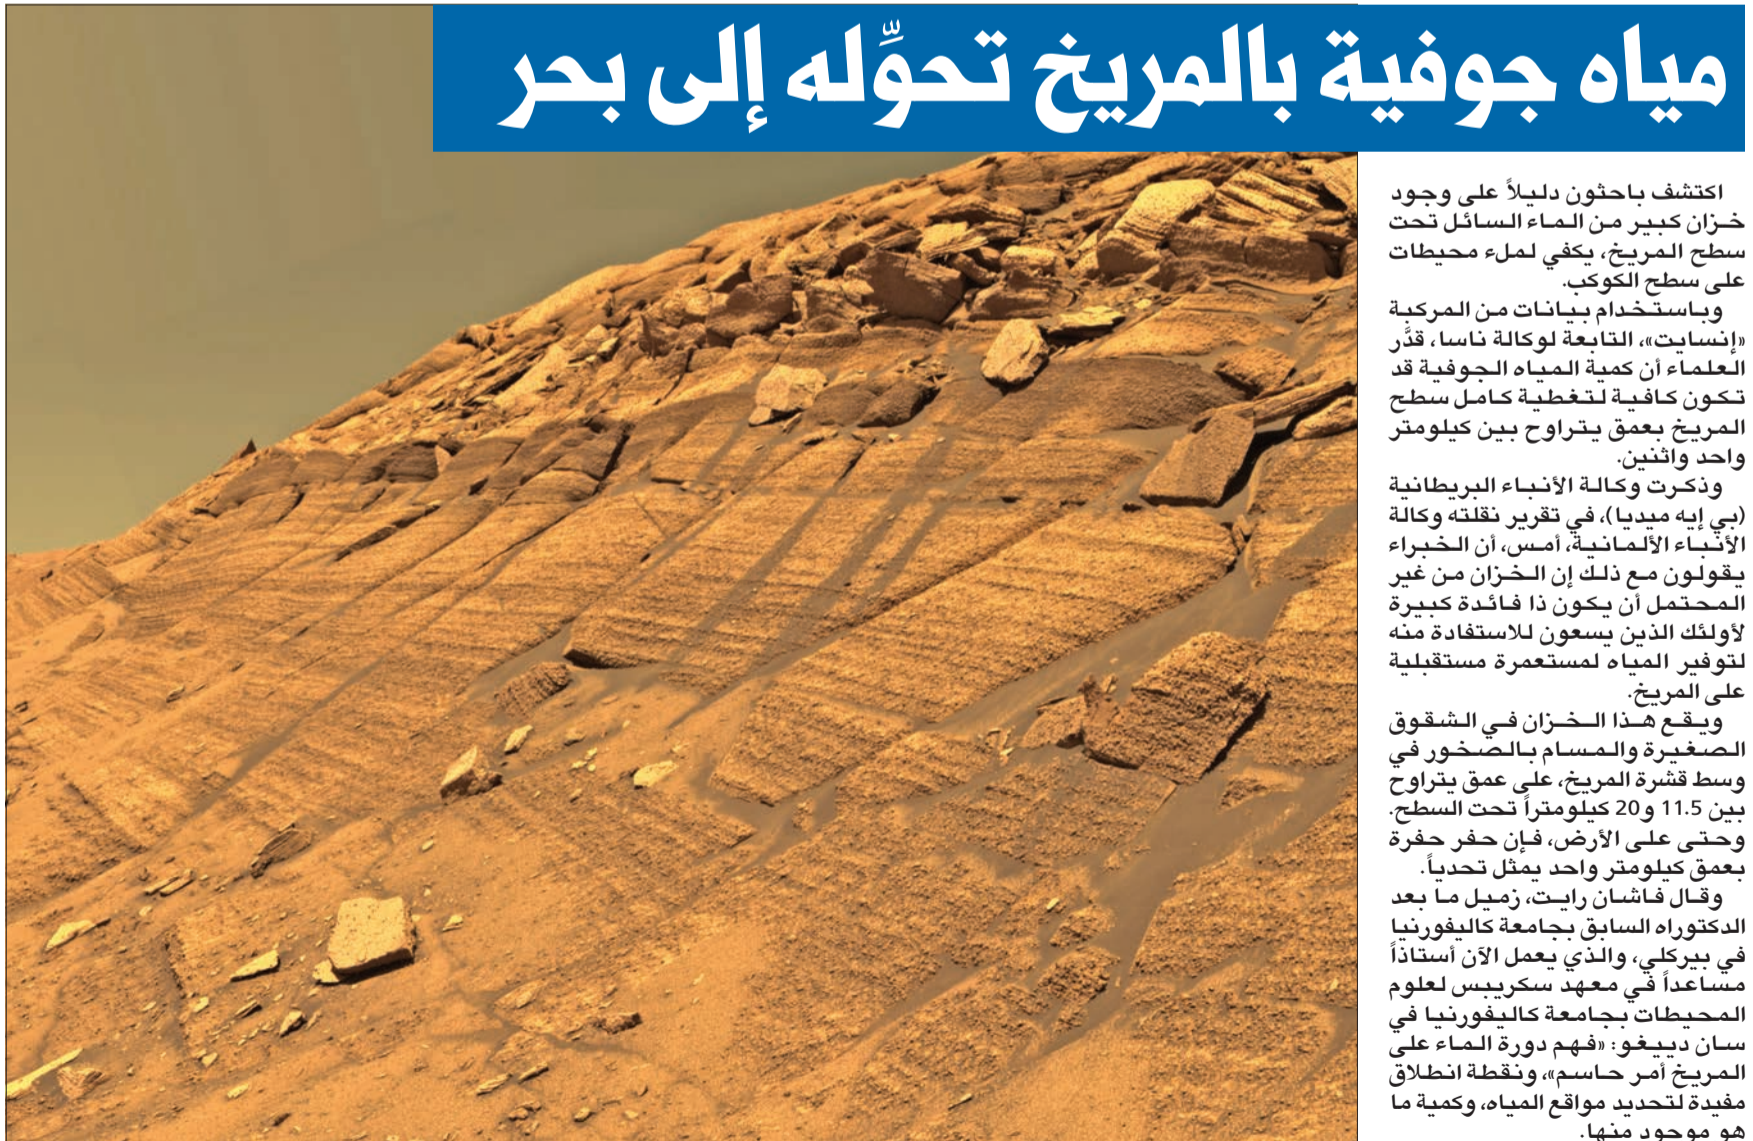 مياه جوفية بالمريخ تحوِّله إلى بحر
اكتشف باحثون دليلاً على وجود
خزان كبير من الماء السائل تحت
سطح المريخ، يكفي لملء محيطات
على سطح الكوكب.
وباستخدام بيانات من المركبة
«إنسايت»، التابعة لوكالة ناسا، قدَّر
العلماء أن كمية المياه الجوفية قد
تكون كافية لتغطية كامل سطح
المريخ بعمق يتراوح بين كيلومتر
واحد واثنين.
وذكرت وكالة الأنباء البريطانية
(بي إيه ميديا)، في تقرير نقلته وكالة
الأنباء الألمانية، أمس، أن الخبراء
يقولون مع ذلك إن الخزان من غير
المحتمل أن يكون ذا فائدة كبيرة
لأولئك الذين يسعون للاستفادة منه
لتوفير المياه لمستعمرة مستقبلية
على المريخ.
ويقع هذا الخزان في الشقوق
الصغيرة والمسام بالصخور في
وسط قشرة المريخ، على عمق يتراوح
بين 11.5 و20 كيلومتراً تحت السطح.
وحتى على الأرض، فإن حفر حفرة
بعمق كيلومتر واحد يمثل تحدياً.
وقال فاشان رايت، زميل ما بعد
الدكتوراه السابق بجامعة كاليفورنيا
في بيركلي، والذي يعمل الآن أستاذاً
مساعداً في معهد سكريبس لعلوم
المحيطات بجامعة كاليفورنيا في
سان دييغو: «فهم دورة الماء على
المريخ أمر حاسم»، ونقطة انطلاق
مفيدة لتحديد مواقع المياه، وكمية ما
هو موجود منها.